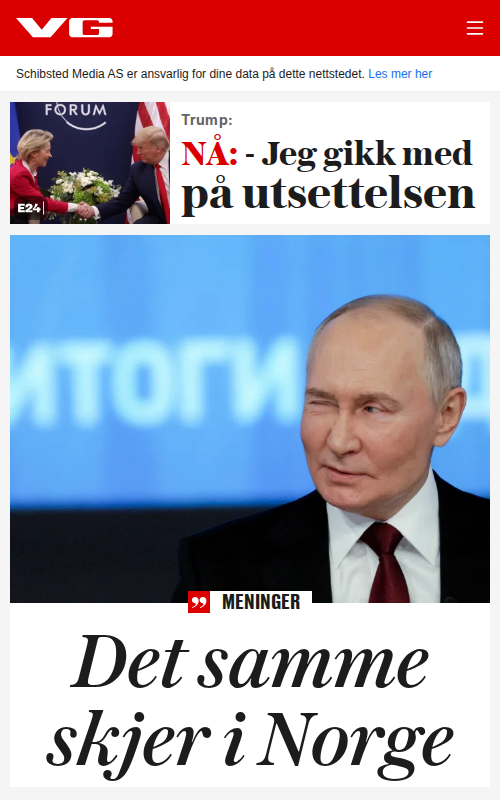 VG
Schibsted Media AS er ansvarlig for dine data på dette nettstedet. Les mer her
FORUM
E24
Trump:
NÅ: - Jeg gikk med
på utsettelsen
ИТОГИ
MENINGER
Det samme
skjer i Norge